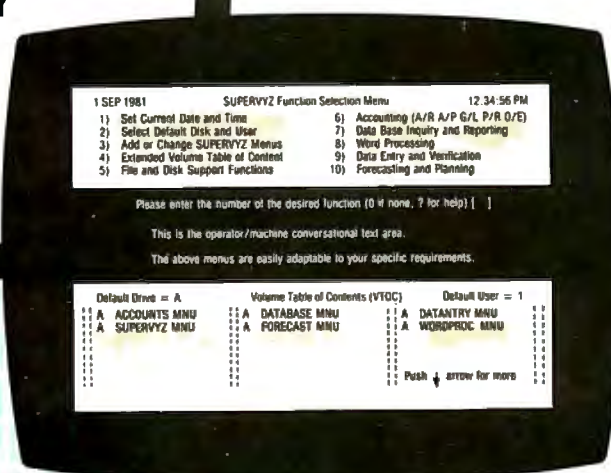 Y
1 SEP 1981 SUPERVYZ Function Selection Menu 12.34:56 PM
1) Set Current Date and Time 6) Accounting (A/R A/P G/L P/R O/E)
2) Select Default Disk and User 7) Data Base Inquiry and Reporting
3) Add or Change SUPERVYZ Menus 8) Word Processing
4) Extended Volume Table of Content 9) Data Entry and Verification
5) File and Disk Support Functions 10) Forecasting and Planning
Please enter the number of the desired function (0 if none, ? for help) [ ]
This is the operator/machine conversational text area.
The above menus are easily adaptable to your specific requirements.
Default Drive = A Volume Table of Contents (VTOC) Default User = 1
A ACCOUNTS MNU A DATABASE MNU A DATANTRY MNU
A SUPERVYZ MNU A FORECAST MNU A WORDPROC MNU
Push ↓ arrow for more